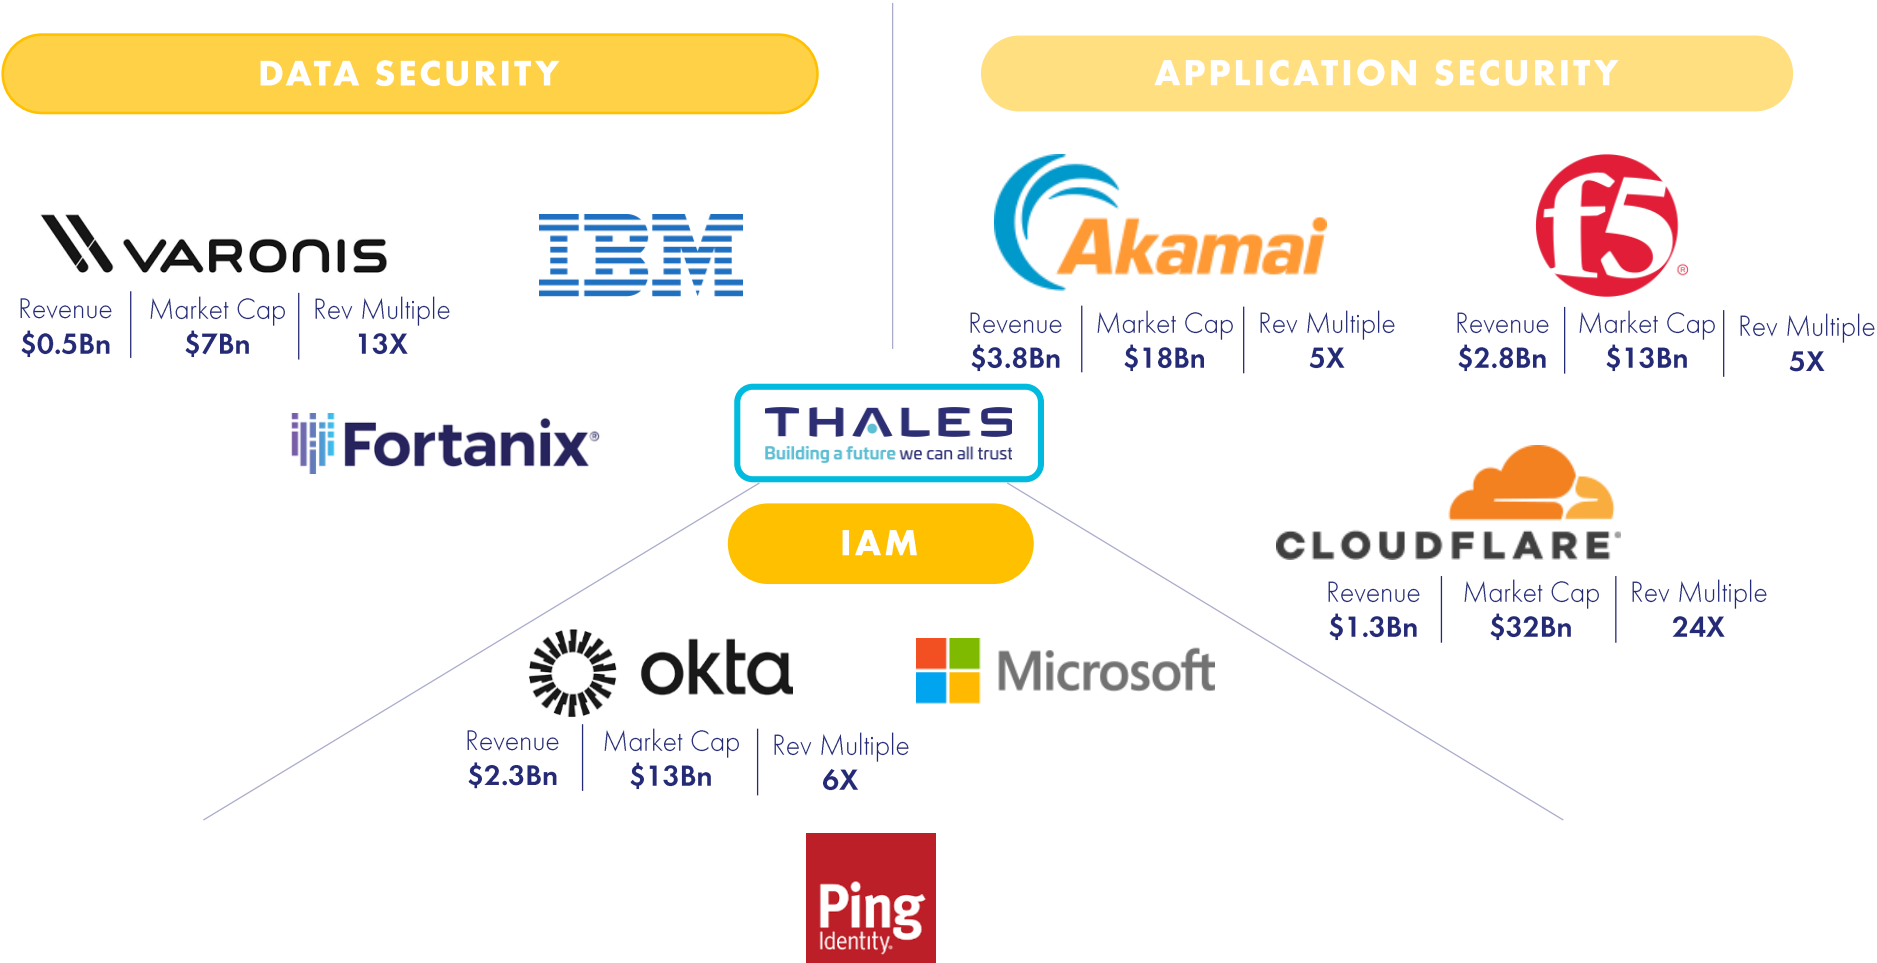 DATA SECURITY
APPLICATION SECURITY
VARONIS
IBM
Revenue
$0.5Bn
Market Cap
$7Bn
Rev Multiple
13X
Fortanix®
Akamai
Revenue
$3.8Bn
Market Cap
$18Bn
Rev Multiple
5X
f5®
Revenue
$2.8Bn
Market Cap
$13Bn
Rev Multiple
5X
THALES
Building a future we can all trust
CLOUDFLARE®
Revenue
$1.3Bn
Market Cap
$32Bn
Rev Multiple
24X
IAM
okta
Microsoft
Revenue
$2.3Bn
Market Cap
$13Bn
Rev Multiple
6X
Ping
Identity.